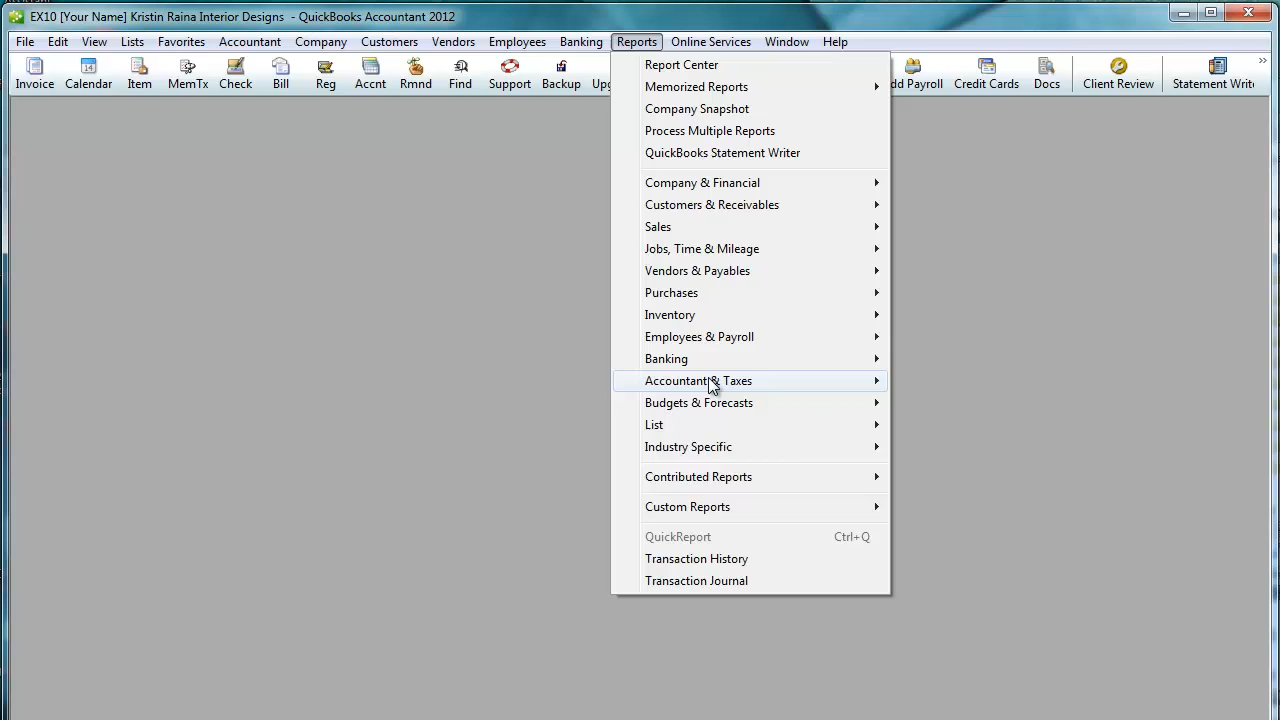 EX10 [Your Name] Kristin Raina Interior Designs - QuickBooks Accountant 2012
File Edit View Lists Favorites Accountant Company Customers Vendors Employees Banking Reports Online Services Window Help
Invoice Calendar Item MemTx Check Bill Reg Accnt Rmnd Find Support Backup Upg dd Payroll Credit Cards Docs Client Review Statement Write
14
Report Center
Memorized Reports
Company Snapshot
Process Multiple Reports
QuickBooks Statement Writer
Company & Financial
Customers & Receivables
Sales
Jobs, Time & Mileage
Vendors & Payables
Purchases
Inventory
Employees & Payroll
Banking
Accountant & Taxes
Budgets & Forecasts
List
Industry Specific
Contributed Reports
Custom Reports
QuickReport Ctrl+Q
Transaction History
Transaction Journal